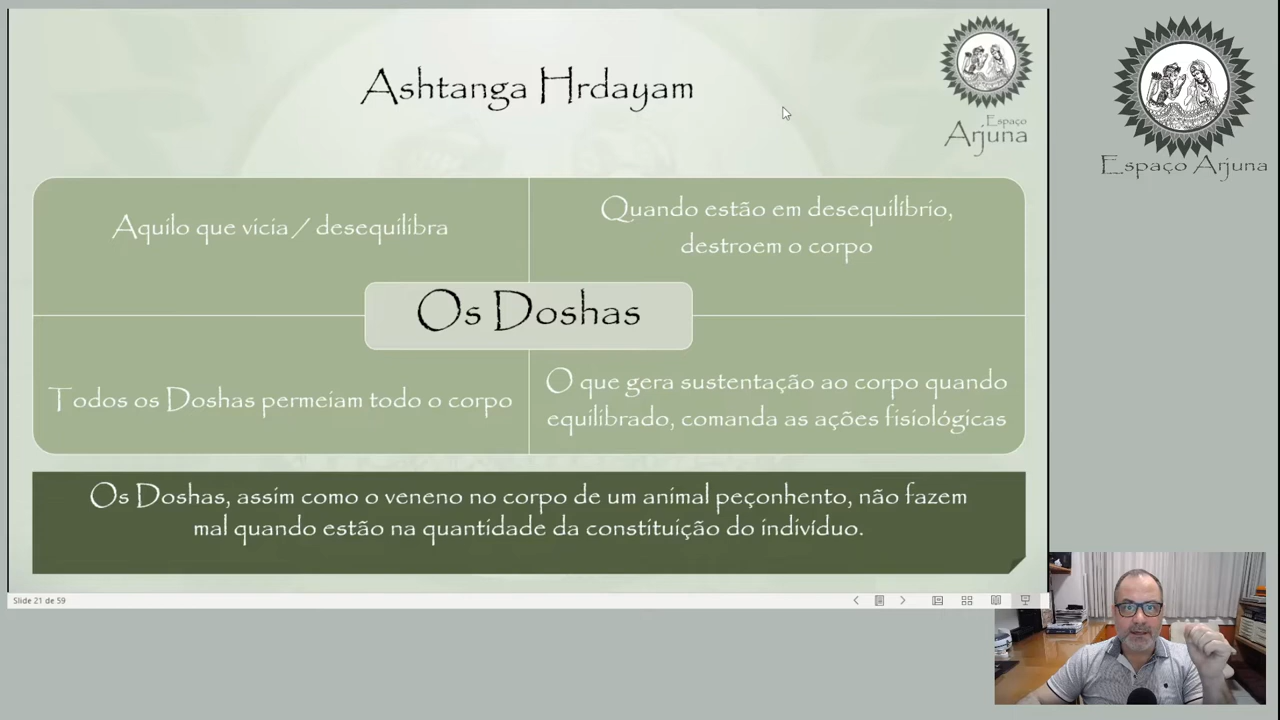 Ashtanga Hrdayam
Espaço
Arjuna
Espaço Arjuna
Aquilo que vicia / desequilibra
Quando estão em desequilíbrio,
destroem o corpo
Os Doshas
Todos os Doshas permeiam todo o corpo
O que gera sustentação ao corpo quando
equilibrado, comanda as ações fisiológicas
Os Doshas, assim como o veneno no corpo de um animal peçonhento, não fazem
mal quando estão na quantidade da constituição do indivíduo.
Slide 21 de 59